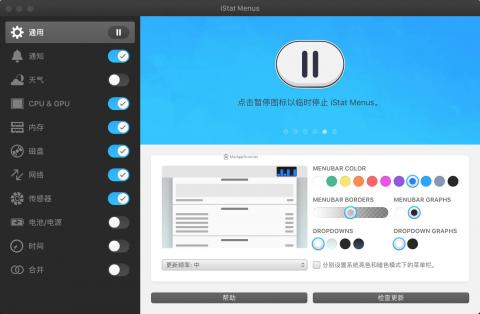 iStat Menus
通用
通知
天气
CPU & GPU
内存
磁盘
网络
传感器
电池/电源
时间
合并
点击暂停图标以临时停止 iStat Menus。
MENUBAR COLOR
MENUBAR BORDERS
MENUBAR GRAPHS
DROPDOWNS
DROPDOWN GRAPHS
更新频率: 中
分别设置系统亮色和暗色模式下的菜单栏。
帮助
检查更新